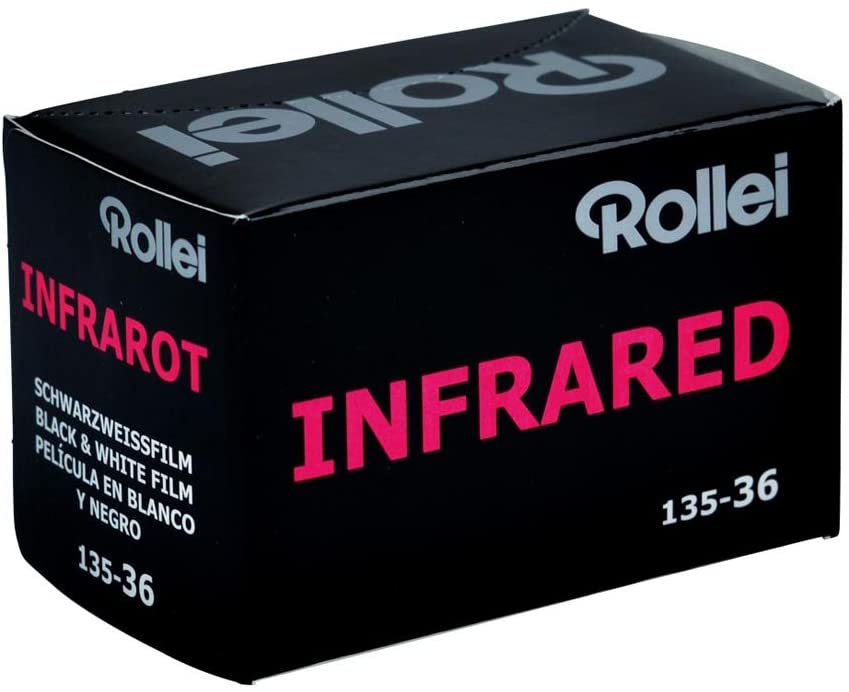 Rollei
Rollei
INFRAROT
SCHWARZWEISSFILM
BLACK & WHITE FILM
PELÍCULA EN BLANCO
Y NEGRO
135-36
Rollei
INFRARED
135-36